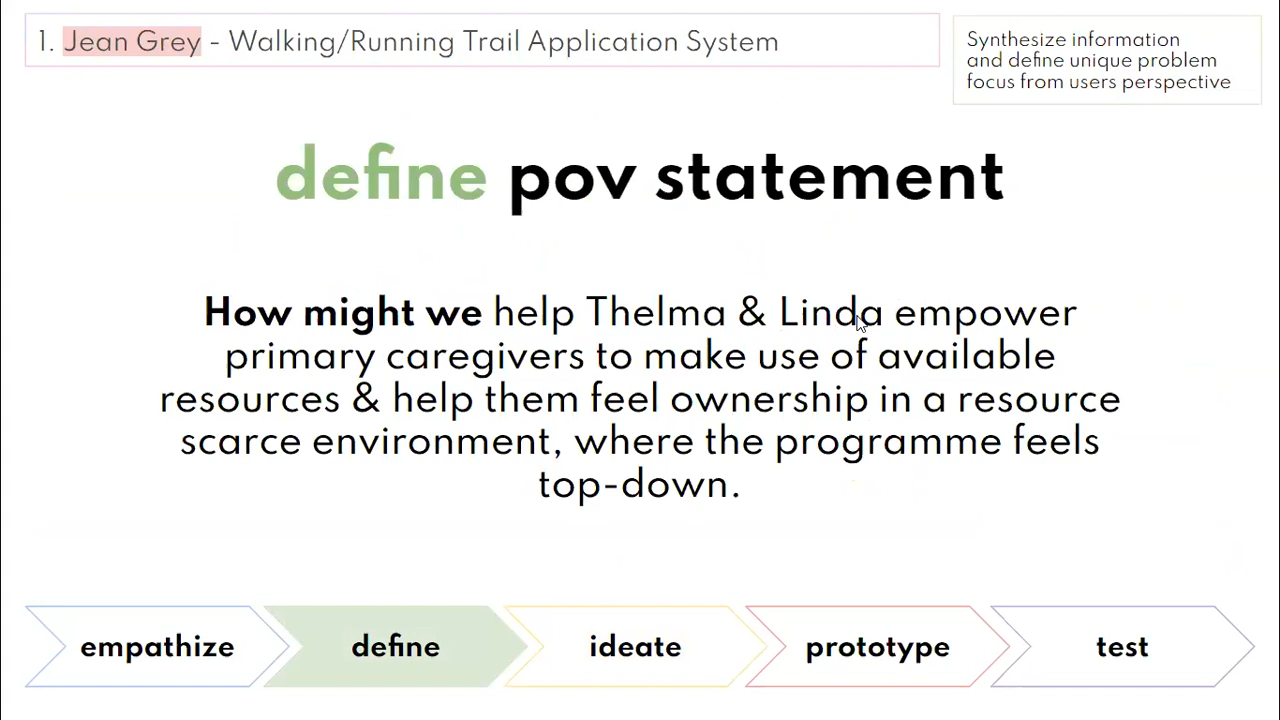 1. Jean Grey - Walking/Running Trail Application System
Synthesize information
and define unique problem
focus from users perspective
define pov statement
How might we help Thelma & Linda empower
primary caregivers to make use of available
resources & help them feel ownership in a resource
scarce environment, where the programme feels
top-down.
empathize
define
ideate
prototype
test